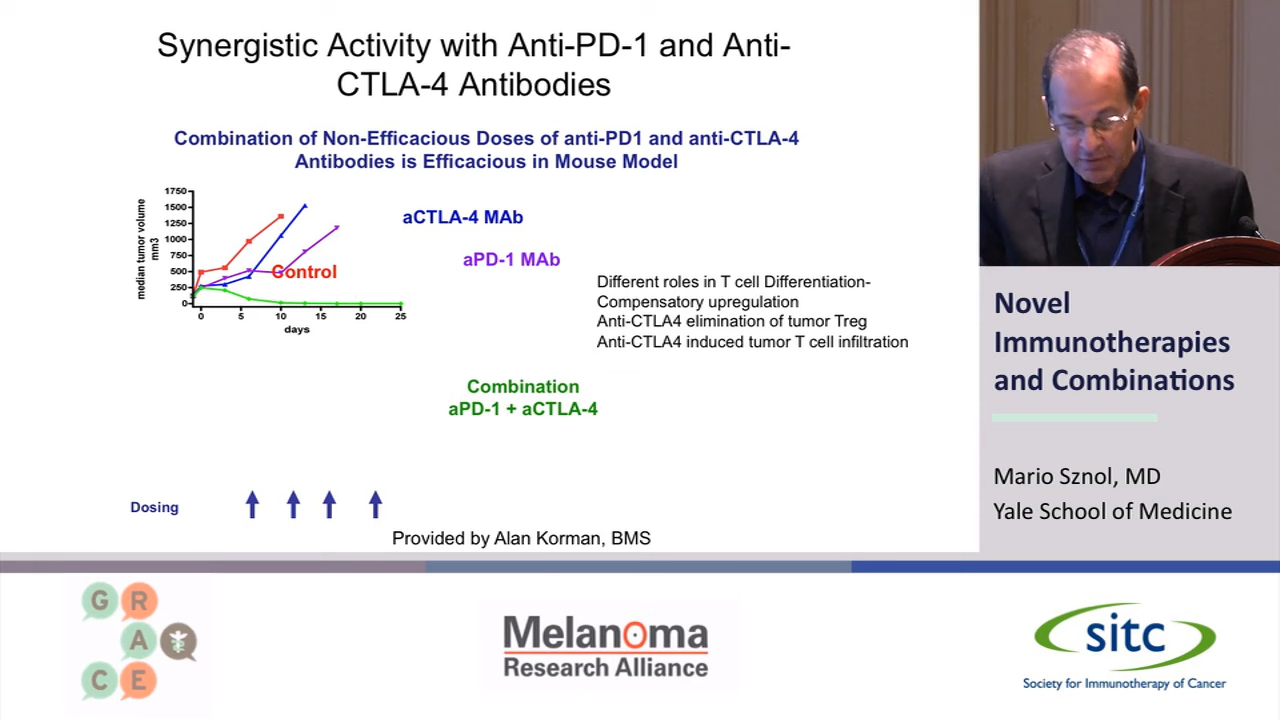 Synergistic Activity with Anti-PD-1 and Anti-
CTLA-4 Antibodies
Combination of Non-Efficacious Doses of anti-PD1 and anti-CTLA-4
Antibodies is Efficacious in Mouse Model
median tumor volume
mm3
1750
1500
1250
1000
750
500
250
0
0 5 10 15 20 25
days
aCTLA-4 MAb
aPD-1 MAb
Control
Different roles in T cell Differentiation-
Compensatory upregulation
Anti-CTLA4 elimination of tumor Treg
Anti-CTLA4 induced tumor T cell infiltration
Combination
aPD-1 + aCTLA-4
Dosing
Provided by Alan Korman, BMS
Novel
Immunotherapies
and Combinations
Mario Sznol, MD
Yale School of Medicine
G R
A
C E
Melanoma
Research Alliance
sitc
Society for Immunotherapy of Cancer